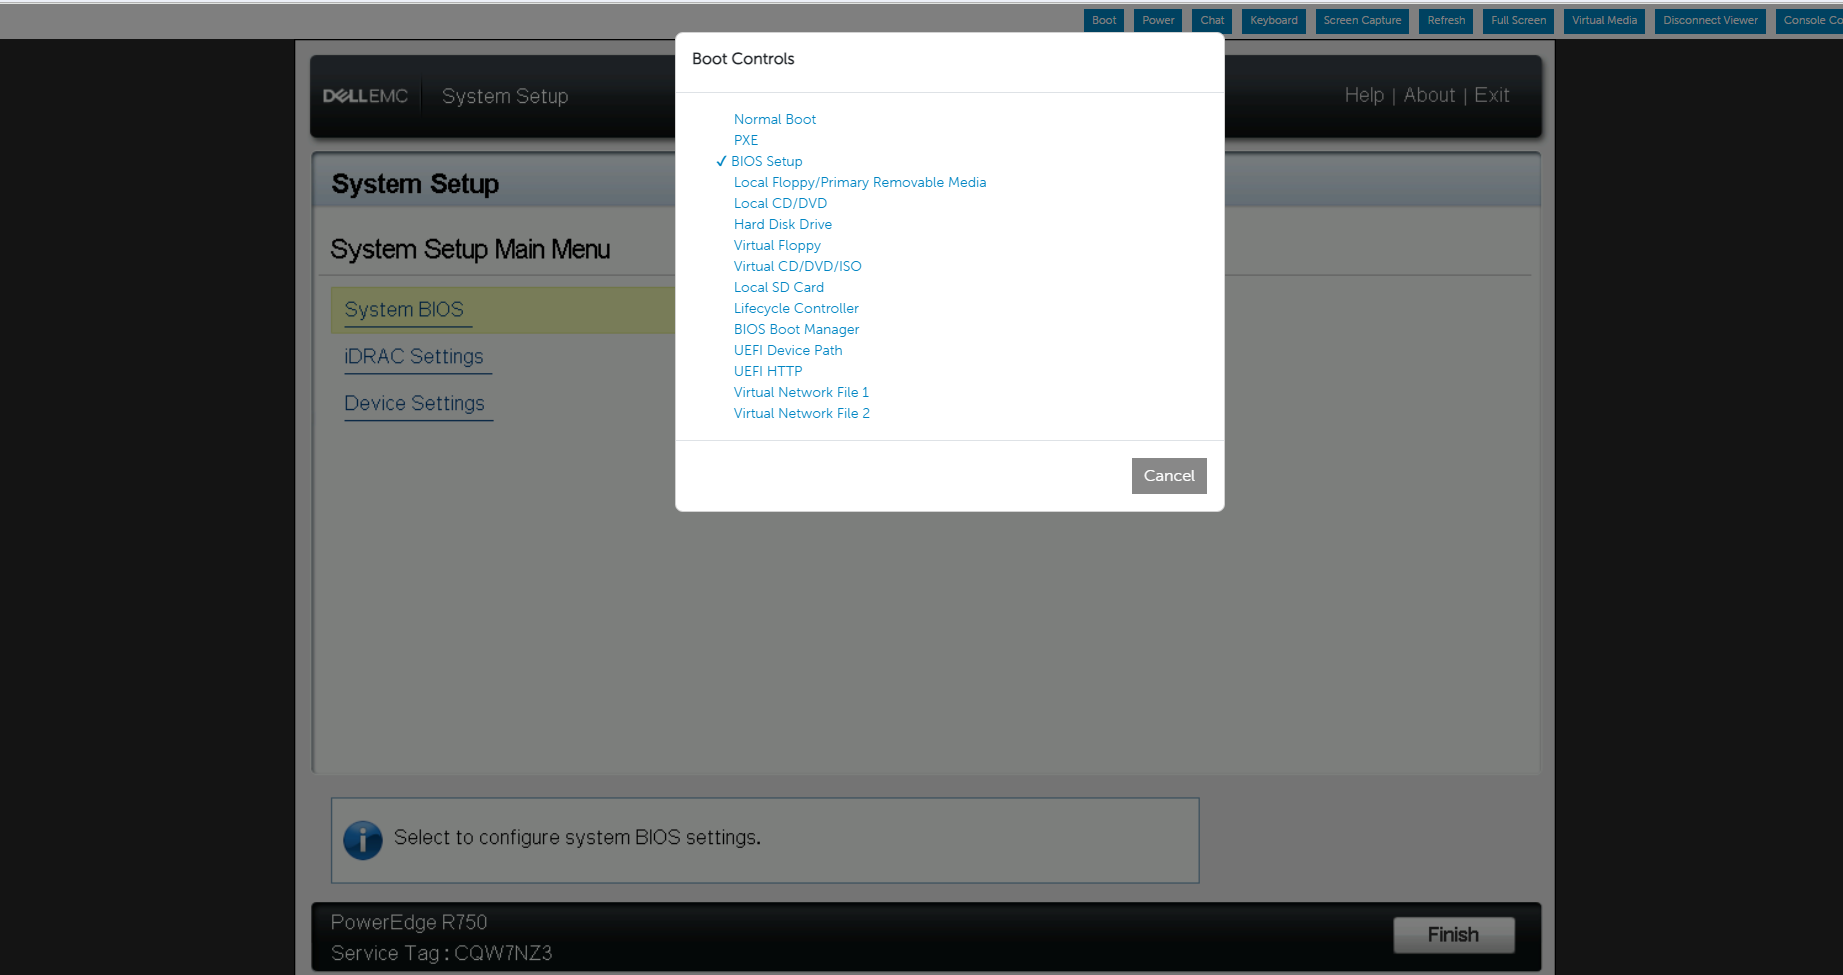 Boot Power Chat Keyboard Screen Capture Refresh Full Screen Virtual Media Disconnect Viewer Console Co
Boot Controls
DELLEMC System Setup
Help | About | Exit
Normal Boot
PXE
✓ BIOS Setup
Local Floppy/Primary Removable Media
Local CD/DVD
Hard Disk Drive
Virtual Floppy
Virtual CD/DVD/ISO
Local SD Card
Lifecycle Controller
BIOS Boot Manager
UEFI Device Path
UEFI HTTP
Virtual Network File 1
Virtual Network File 2
Cancel
System Setup
System Setup Main Menu
System BIOS
iDRAC Settings
Device Settings
Select to configure system BIOS settings.
PowerEdge R750
Service Tag : CQW7NZ3
Finish